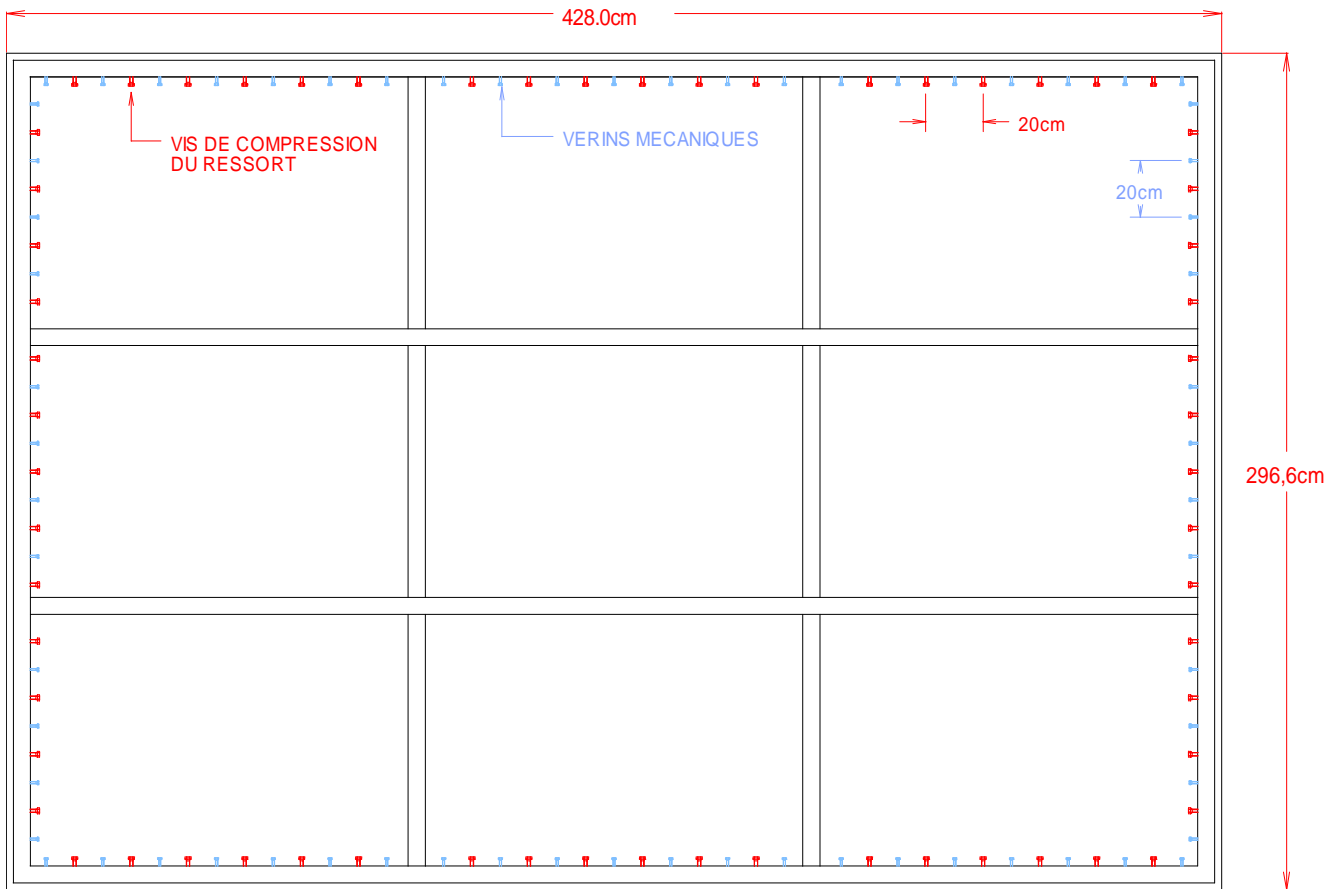 428.0cm
VIS DE COMPRESSION
DU RESSORT
VERINS MECANIQUES
20cm
20cm
296,6cm